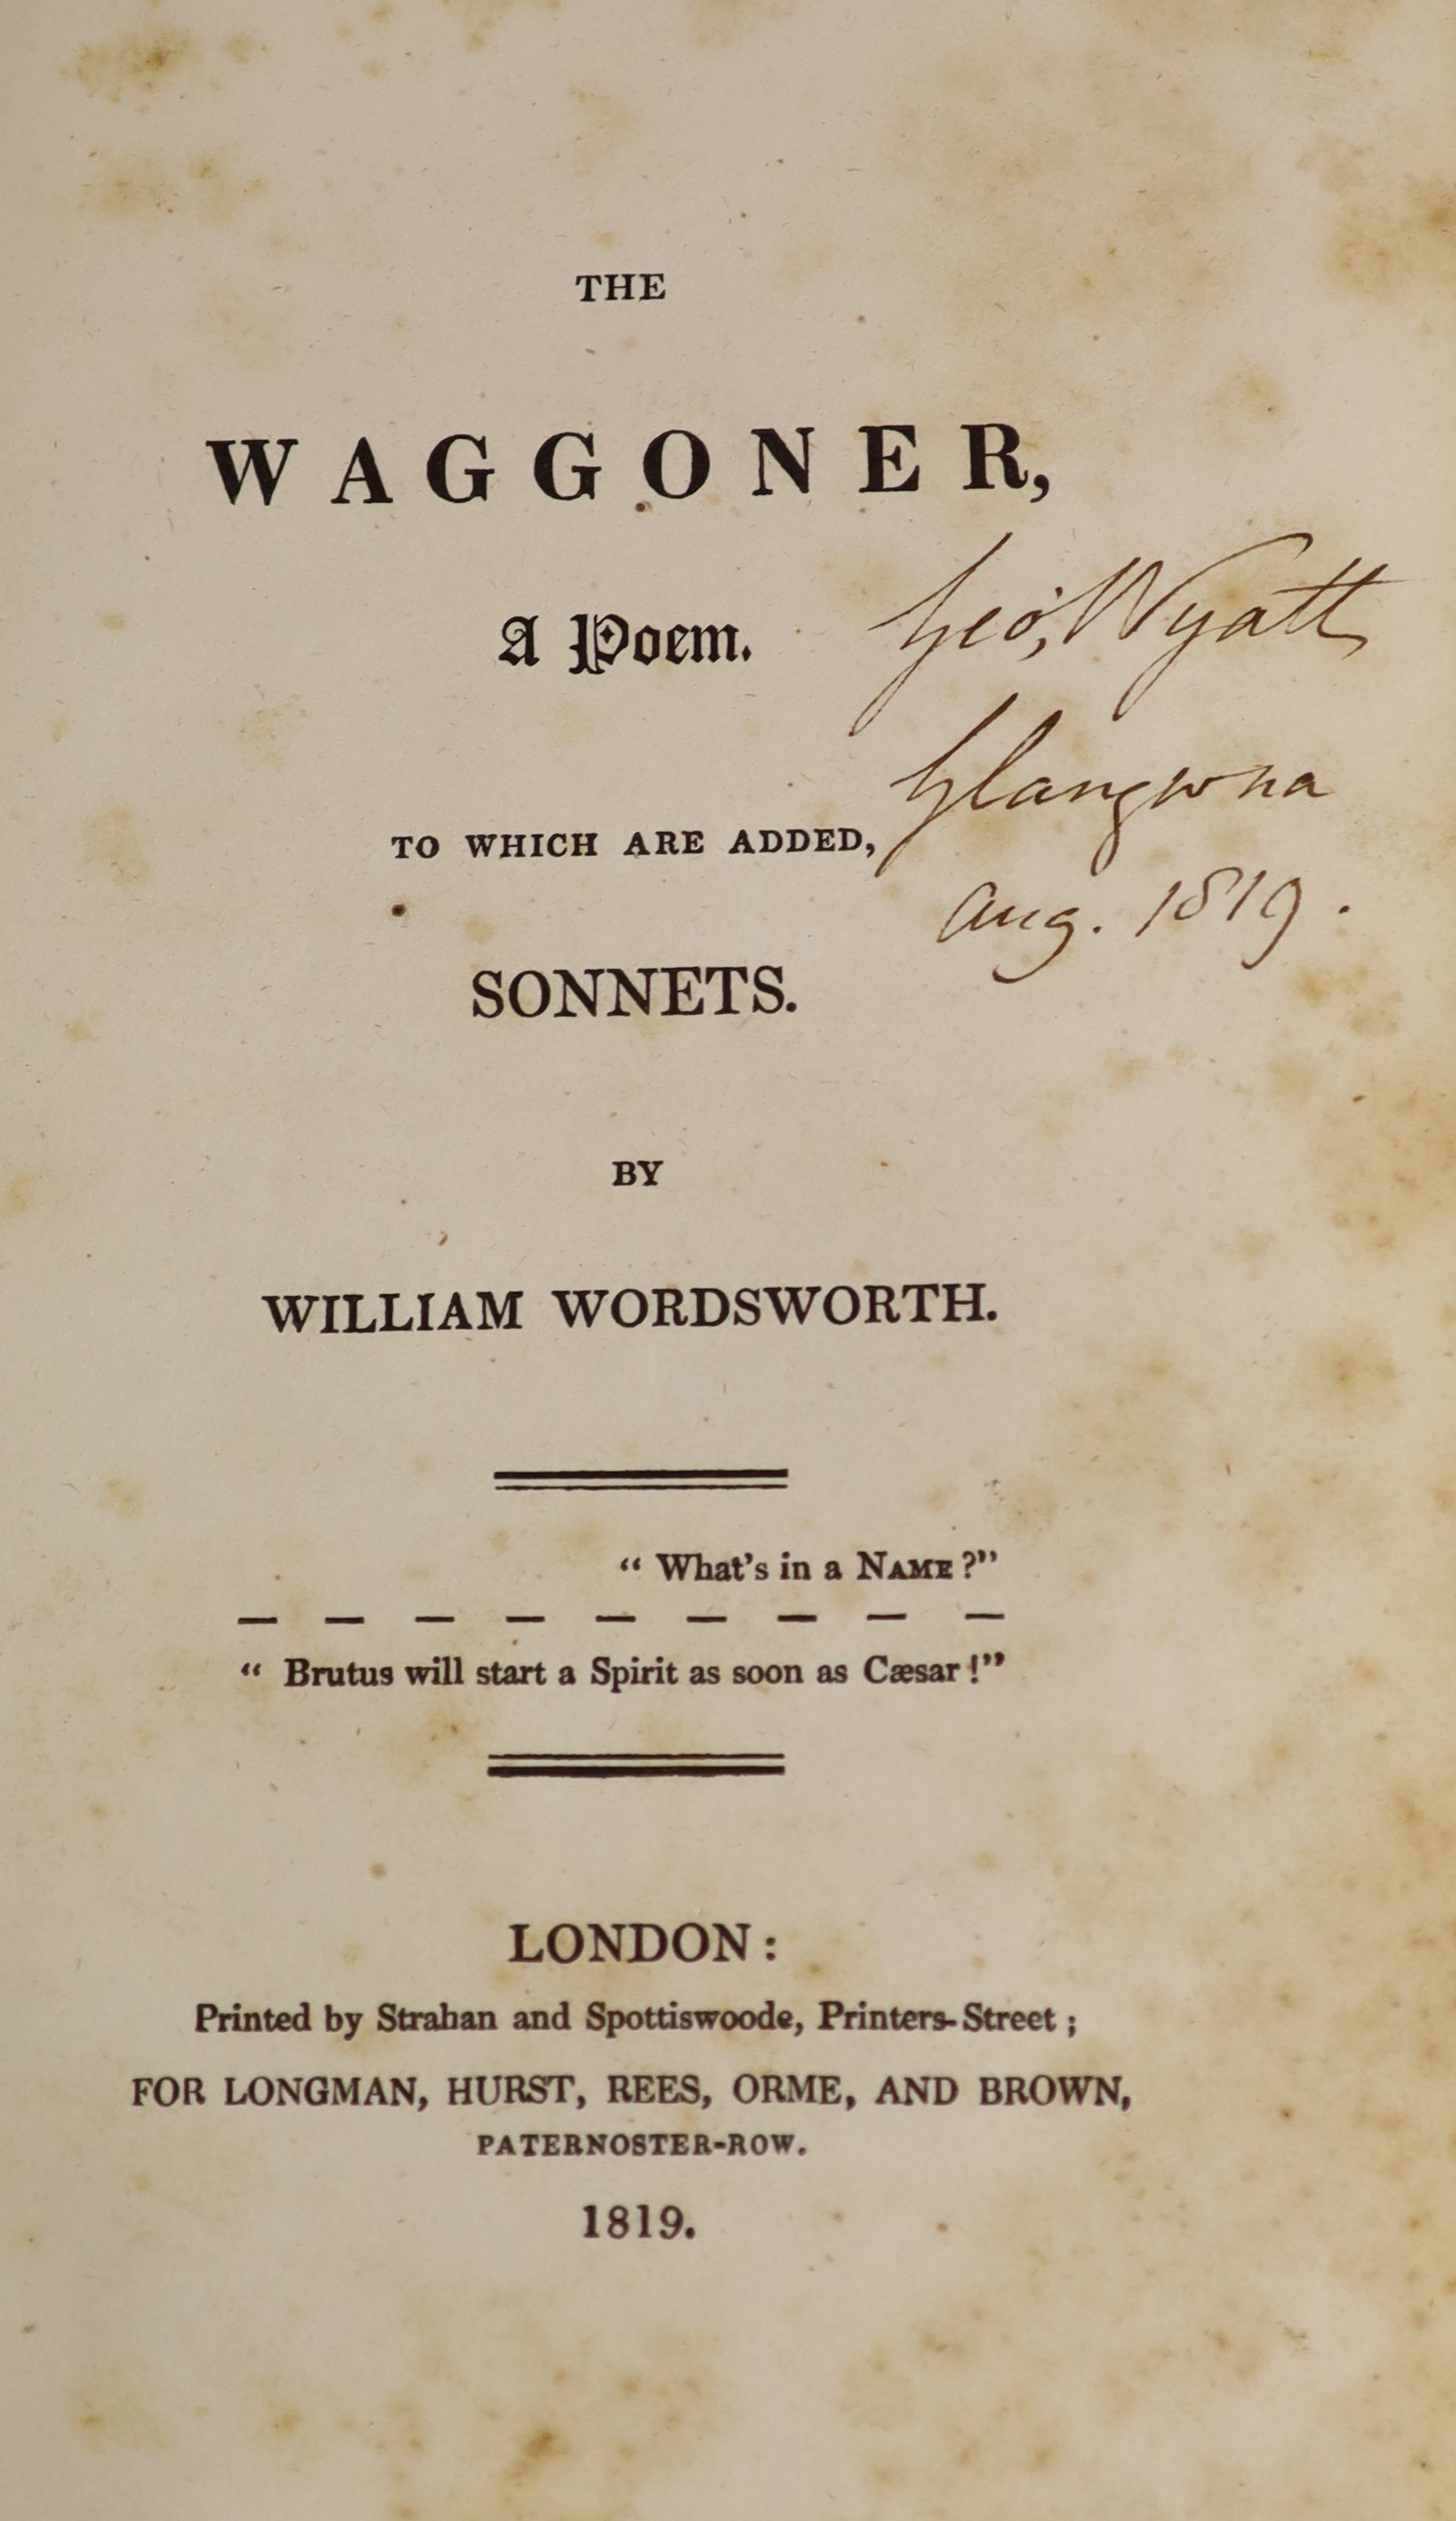 THE
WAGGONER,
A Poem.
Geo, Wyatt
Glangwna
TO WHICH ARE ADDED,
Aug. 1819.
SONNETS.
BY
WILLIAM WORDSWORTH.
“ What's in a NAME?”
— — — — — — — — —
“ Brutus will start a Spirit as soon as Cæsar!”
LONDON:
Printed by Strahan and Spottiswoode, Printers-Street;
FOR LONGMAN, HURST, REES, ORME, AND BROWN,
PATERNOSTER-ROW.
1819.